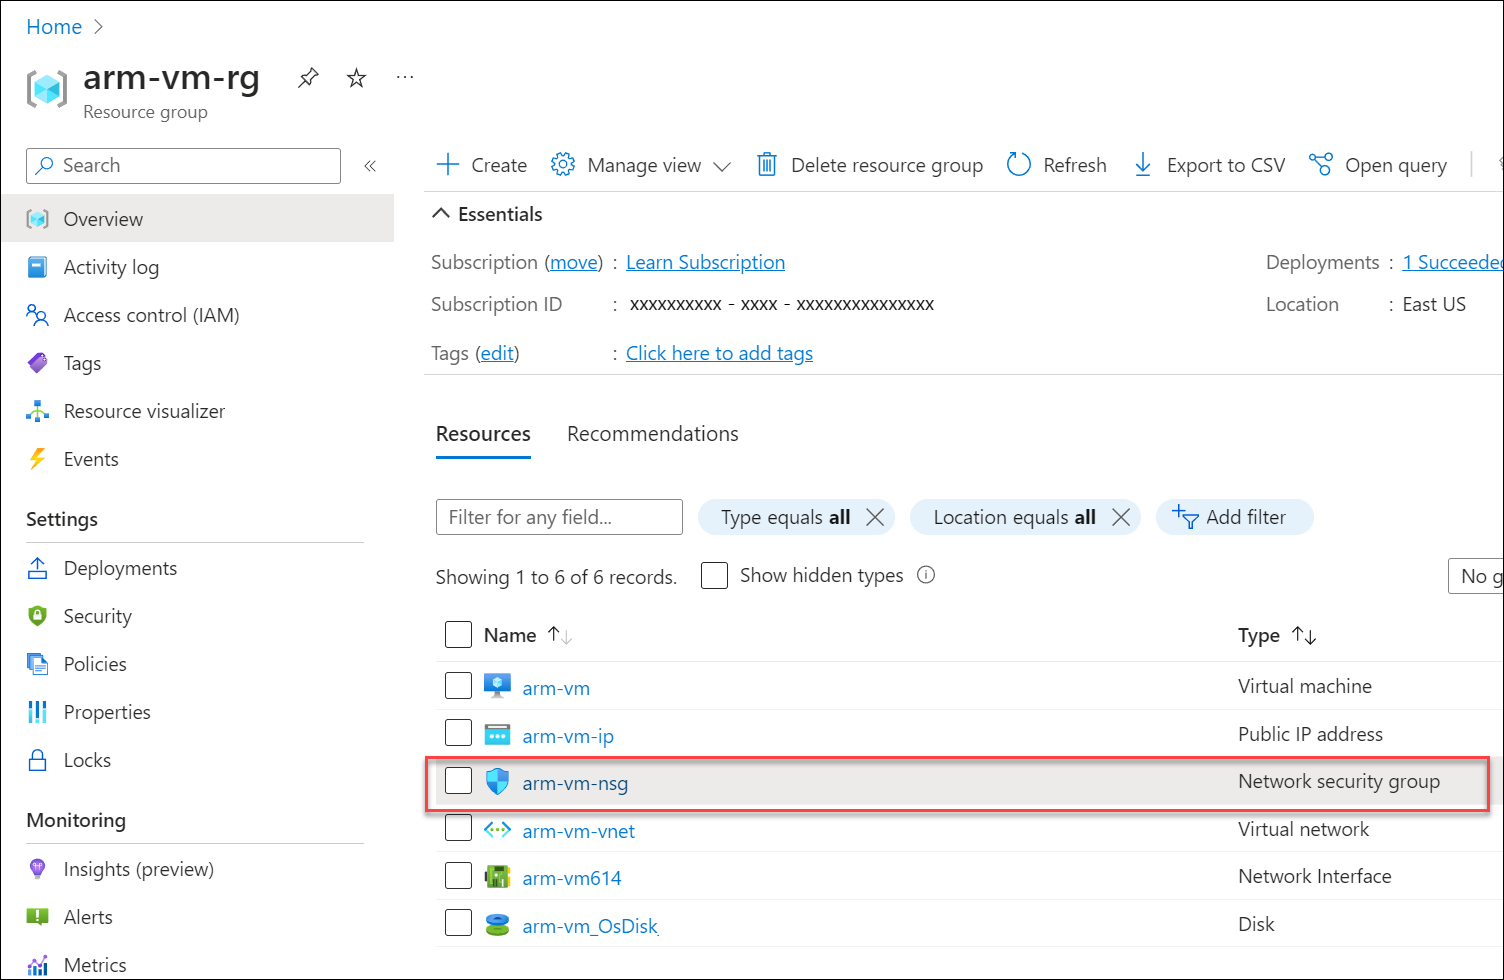 Home
arm-vm-rg
Resource group
Search
Create Manage view Delete resource group Refresh Export to CSV Open query
Overview
Activity log
Access control (IAM)
Tags
Resource visualizer
Events
Settings
Deployments
Security
Policies
Properties
Locks
Monitoring
Insights (preview)
Alerts
Metrics
Essentials
Subscription (move) : Learn Subscription
Deployments : 1 Succeeded
Subscription ID : xxxxxxxxxx - xxxx - xxxxxxxxxxxxxxx
Location : East US
Tags (edit) : Click here to add tags
Resources Recommendations
Filter for any field... Type equals all Location equals all Add filter
Showing 1 to 6 of 6 records. Show hidden types No g
Name Type
arm-vm Virtual machine
arm-vm-ip Public IP address
arm-vm-nsg Network security group
arm-vm-vnet Virtual network
arm-vm614 Network Interface
arm-vm_OsDisk Disk